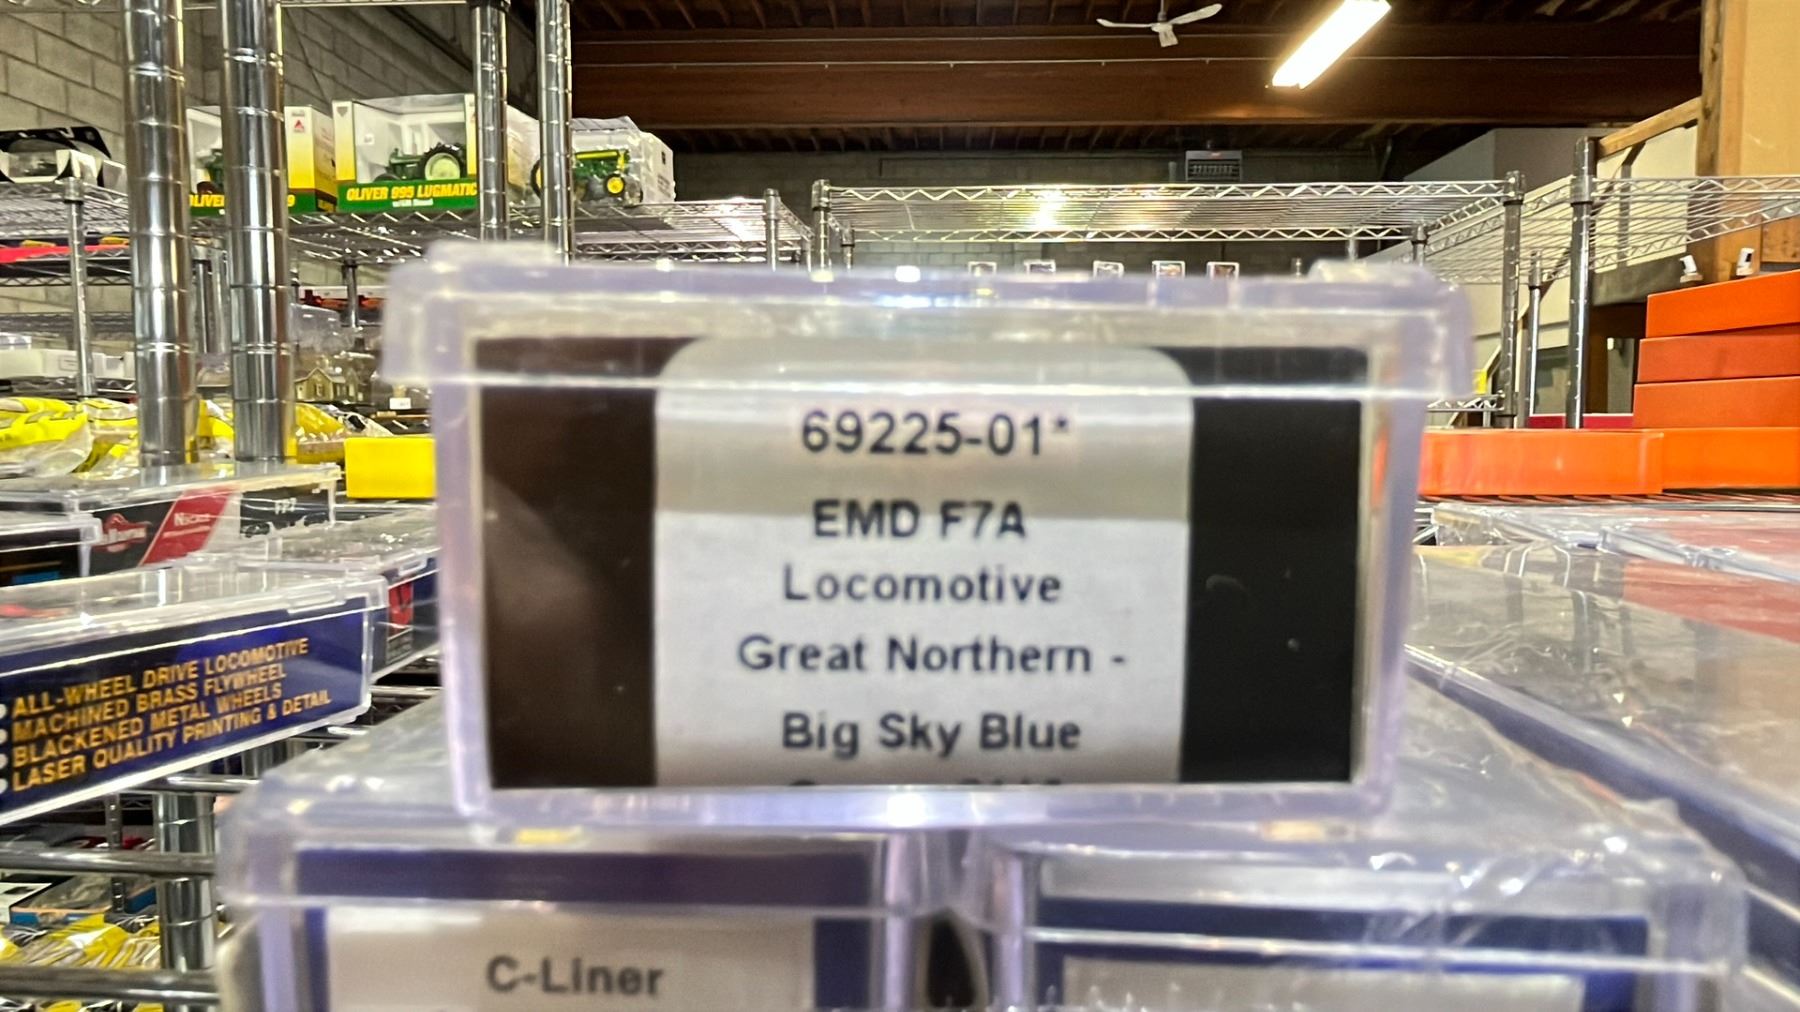 OLIVER 995 LUGMATIC
69225-01*
EMD F7A
Locomotive
Great Northern -
Big Sky Blue
ALL-WHEEL DRIVE LOCOMOTIVE
MACHINED BRASS FLYWHEEL
BLACKENED METAL WHEELS
LASER QUALITY PRINTING & DETAIL
C-Liner